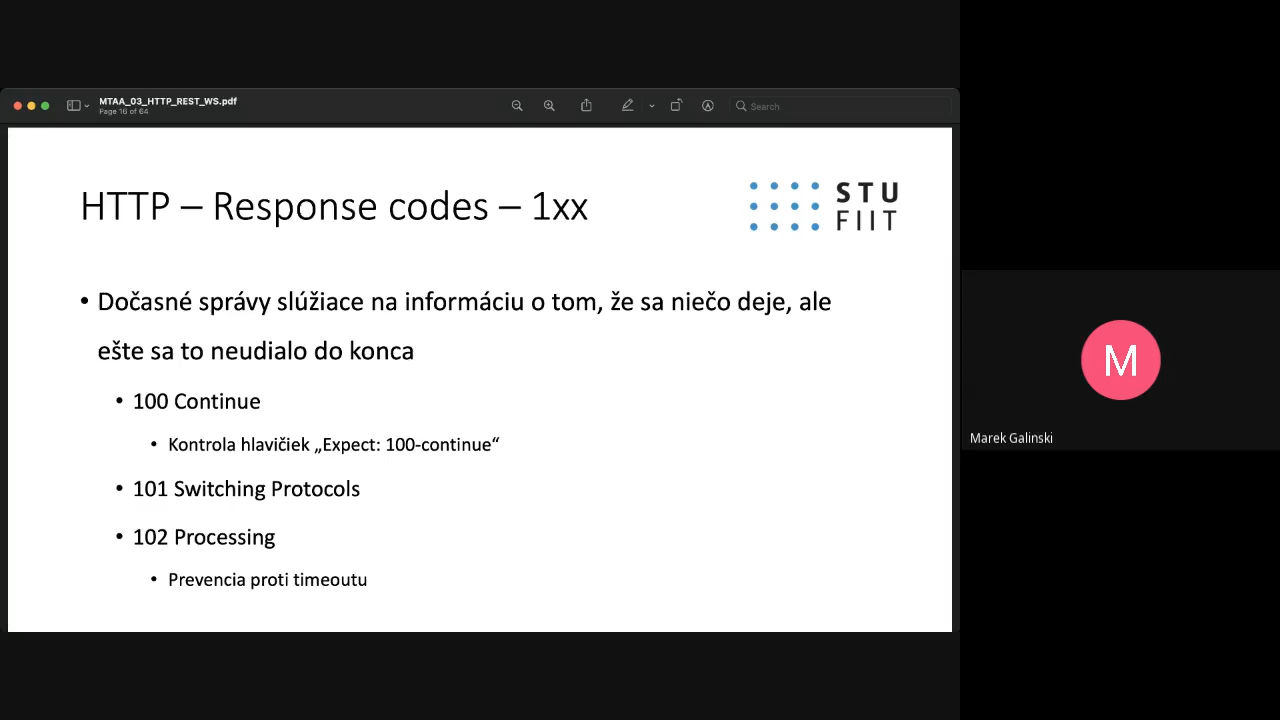 MTAA_03_HTTP_REST_WS.pdf
Page 16 of 64
Search
HTTP – Response codes – 1xx
STU
FIIT
• Dočasné správy slúžiace na informáciu o tom, že sa niečo deje, ale
ešte sa to neudialo do konca
• 100 Continue
• Kontrola hlavičiek „Expect: 100-continue“
• 101 Switching Protocols
• 102 Processing
• Prevencia proti timeoutu
M
Marek Galinski